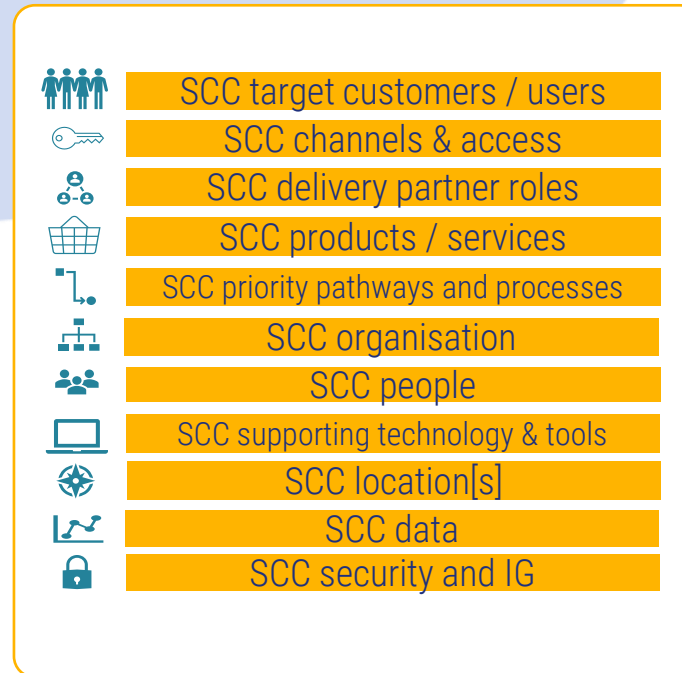 SCC target customers / users
SCC channels & access
SCC delivery partner roles
SCC products / services
SCC priority pathways and processes
SCC organisation
SCC people
SCC supporting technology & tools
SCC location[s]
SCC data
SCC security and IG